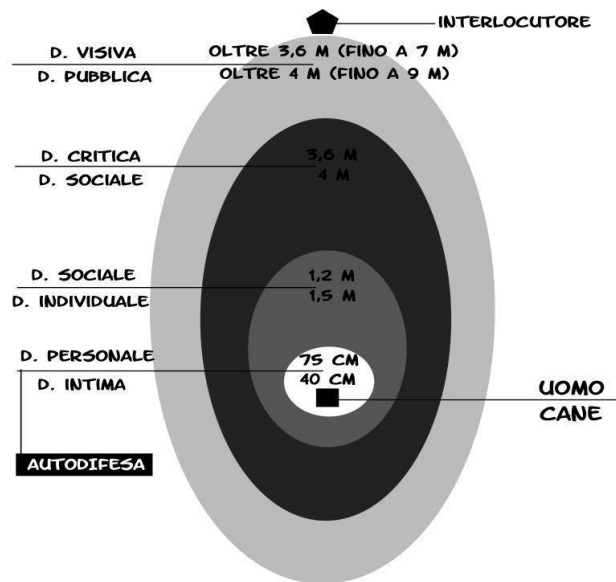 INTERLOCUTORE
D. VISIVA
OLTRE 3,6 M (FINO A 7 M)
D. PUBBLICA
OLTRE 4 M (FINO A 9 M)
D. CRITICA
3,6 M
D. SOCIALE
4 M
D. SOCIALE
1,2 M
D. INDIVIDUALE
1,5 M
D. PERSONALE
75 CM
D. INTIMA
40 CM
UOMO
CANE
AUTODIFESA